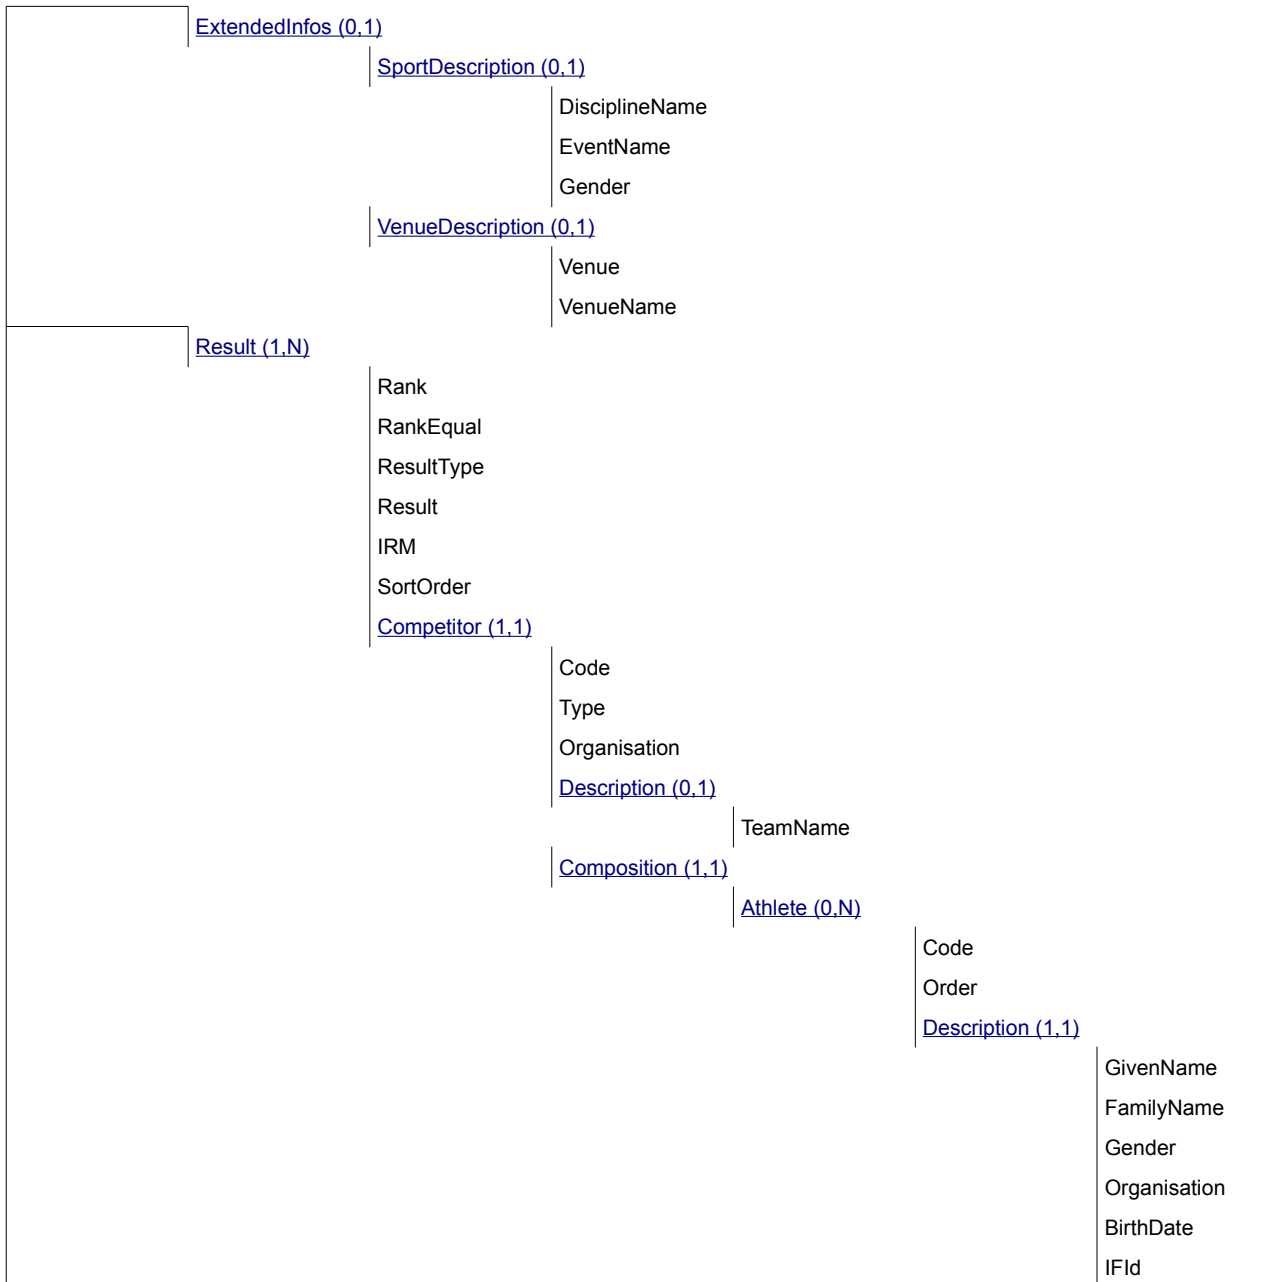 ExtendedInfos (0,1)
SportDescription (0,1)
DisciplineName
EventName
Gender
VenueDescription (0,1)
Venue
VenueName
Result (1,N)
Rank
RankEqual
ResultType
Result
IRM
SortOrder
Competitor (1,1)
Code
Type
Organisation
Description (0,1)
TeamName
Composition (1,1)
Athlete (0,N)
Code
Order
Description (1,1)
GivenName
FamilyName
Gender
Organisation
BirthDate
IFId